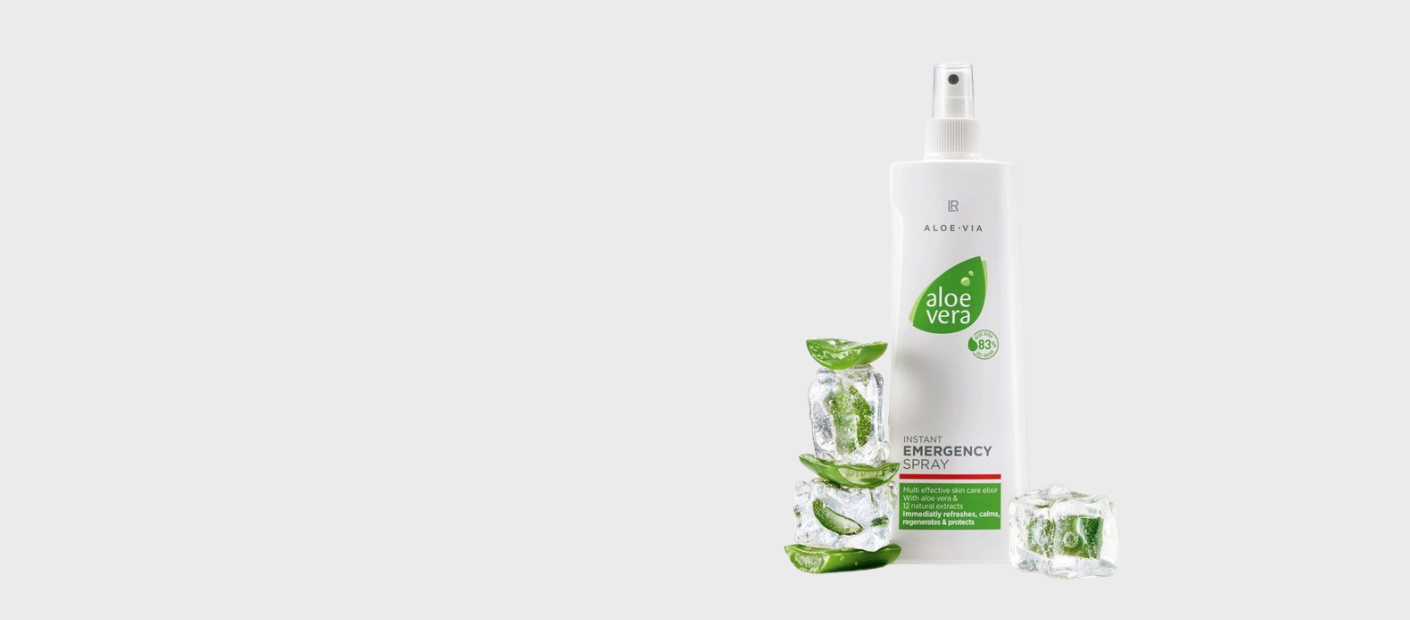 LR
ALOE·VIA
aloe
vera
83%
INSTANT
EMERGENCY
SPRAY
Multi effective skin care elixir
With aloe vera &
12 natural extracts
Immediatly refreshes, calms,
regenerates & protects